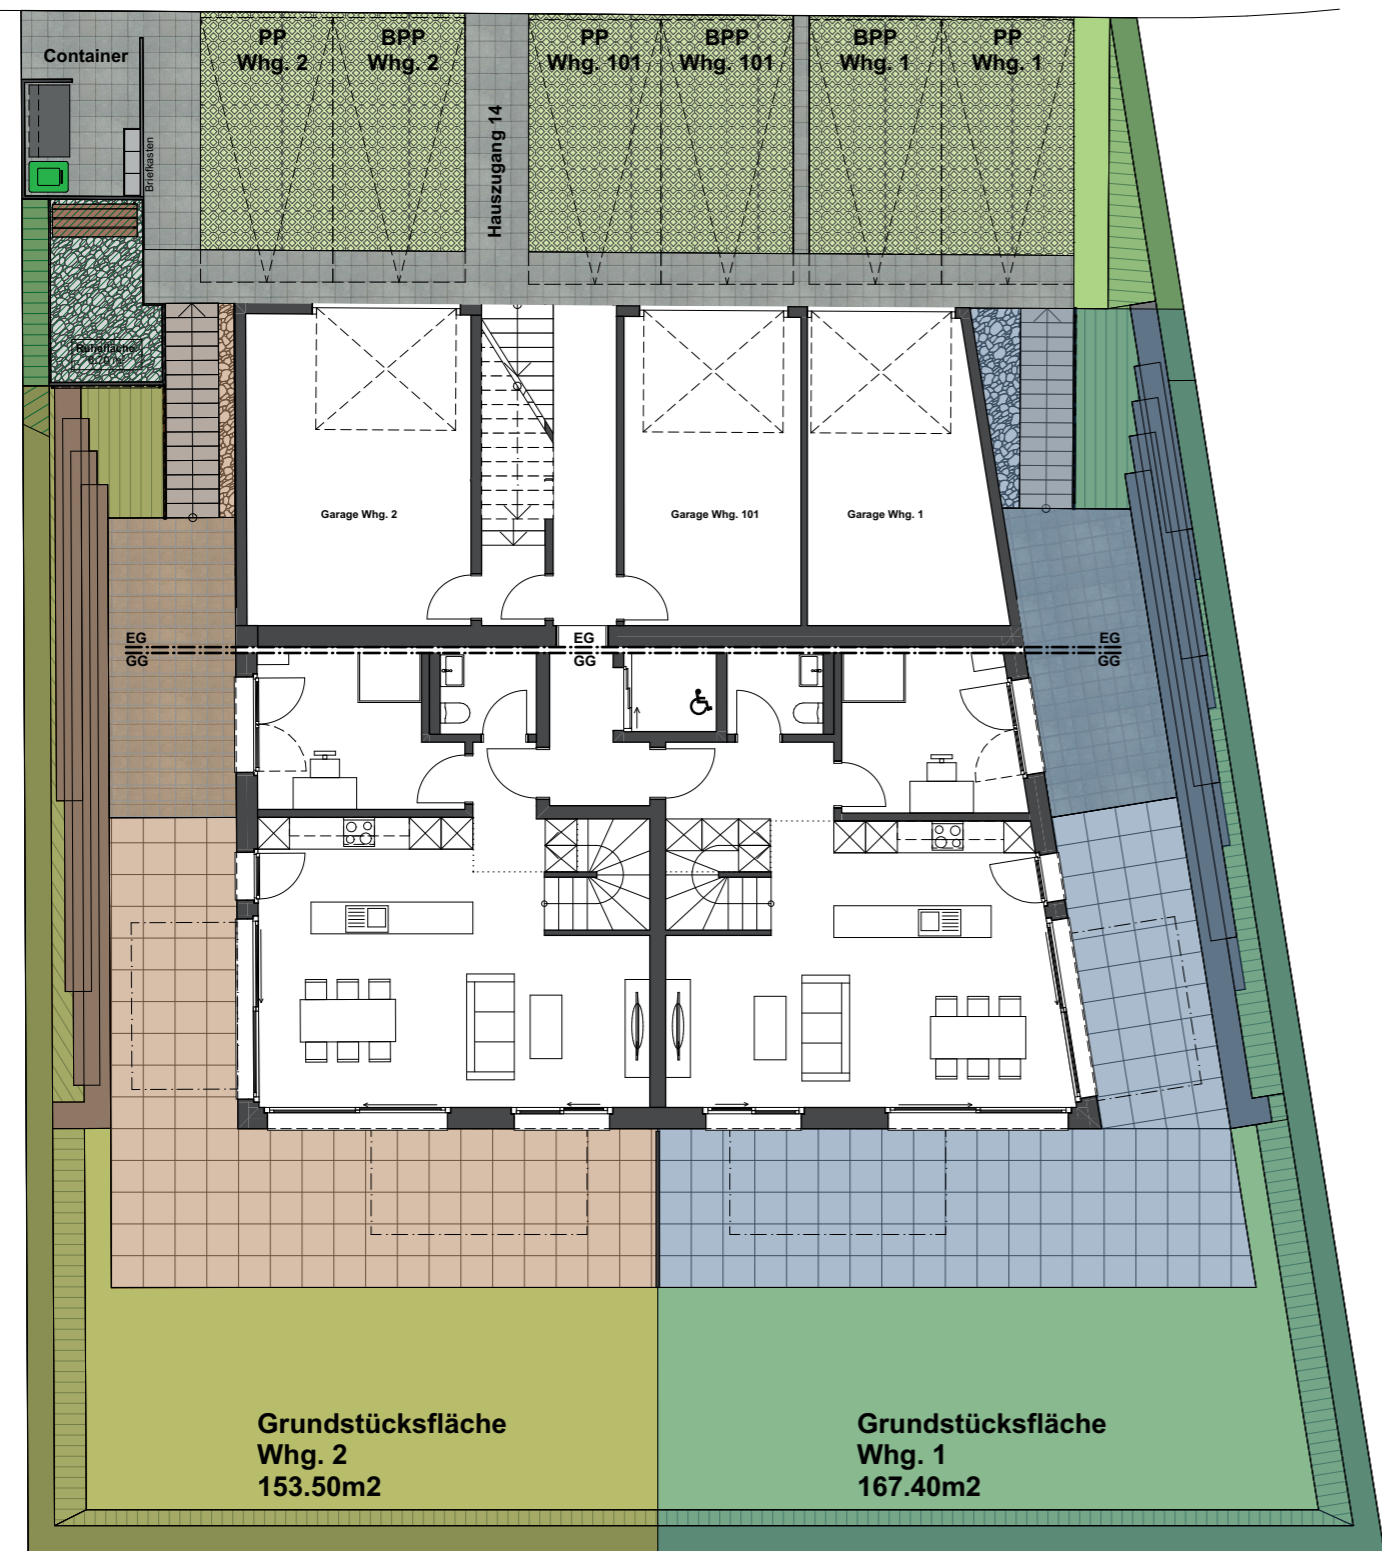 Container
PP
Whg. 2
BPP
Whg. 2
PP
Whg. 101
BPP
Whg. 101
BPP
Whg. 1
PP
Whg. 1
Hauszugang 14
Briefkasten
Ruhefläche
Garage Whg. 2
Garage Whg. 101
Garage Whg. 1
EG
GG
EG
GG
EG
GG
Grundstücksfläche
Whg. 2
153.50m2
Grundstücksfläche
Whg. 1
167.40m2